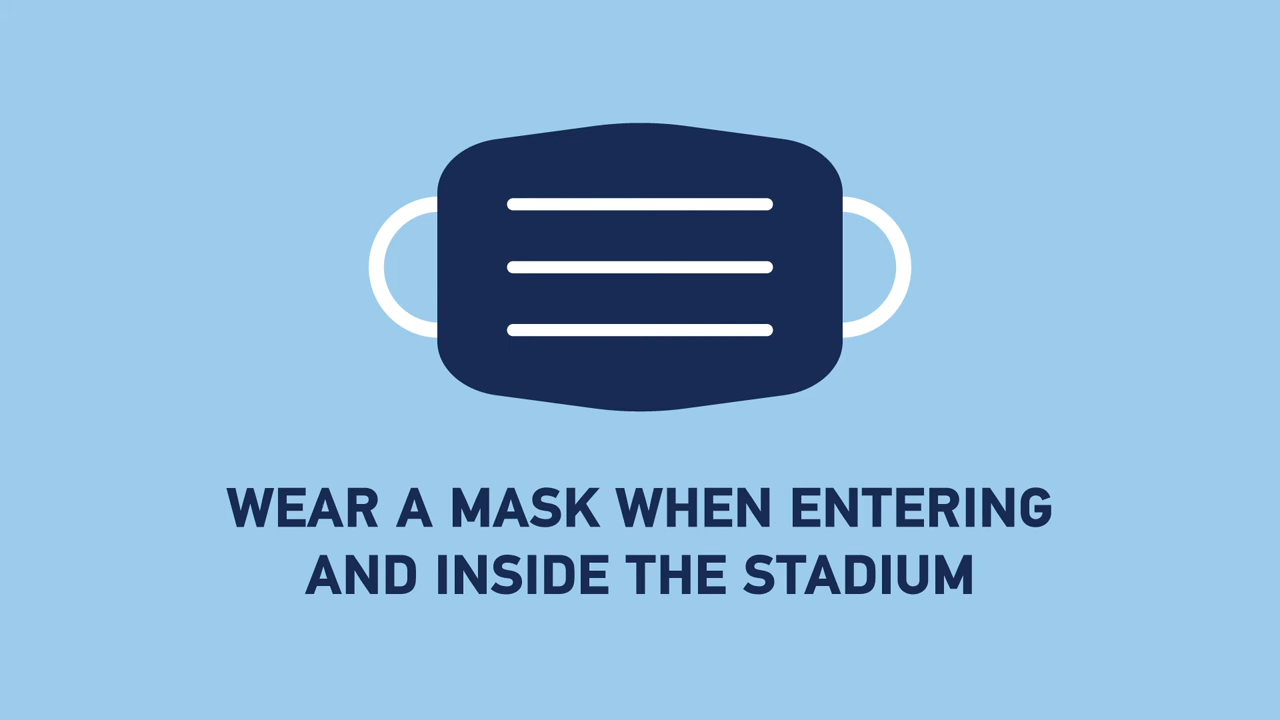 WEAR A MASK WHEN ENTERING
AND INSIDE THE STADIUM